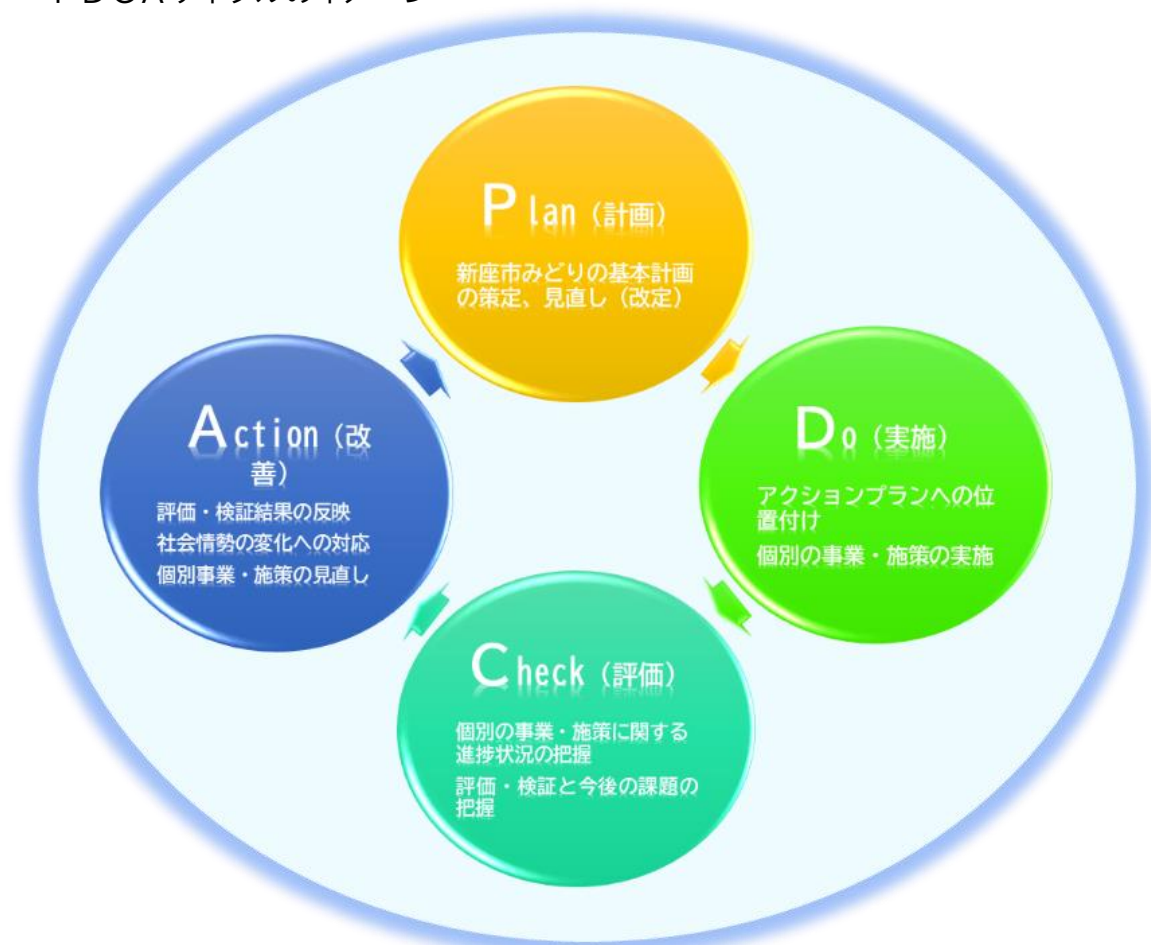 Plan（計画）
新座市みどりの基本計画
の策定、見直し（改定）
Do（実施）
アクションプランへの位
置付け
個別の事業・施策の実施
Check（評価）
個別の事業・施策に関する
進捗状況の把握
評価・検証と今後の課題の
把握
Action（改
善）
評価・検証結果の反映
社会情勢の変化への対応
個別事業・施策の見直し